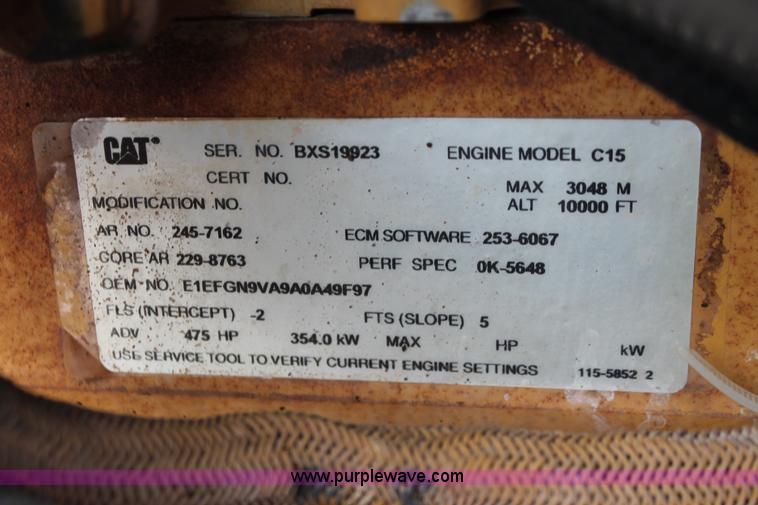 CAT SER. NO. BXS19923 ENGINE MODEL C15
CERT NO. MAX 3048 M
MODIFICATION NO. ALT 10000 FT
AR NO. 245-7162 ECM SOFTWARE 253-6067
CORE AR 229-8763 PERF SPEC 0K-5648
OEM NO. E1EFGN9VA9A0A49F97
FLS (INTERCEPT) -2 FTS (SLOPE) 5
ADV 475 HP 354.0 kW MAX HP kW
USE SERVICE TOOL TO VERIFY CURRENT ENGINE SETTINGS 115-5852 2
www.purplewave.com